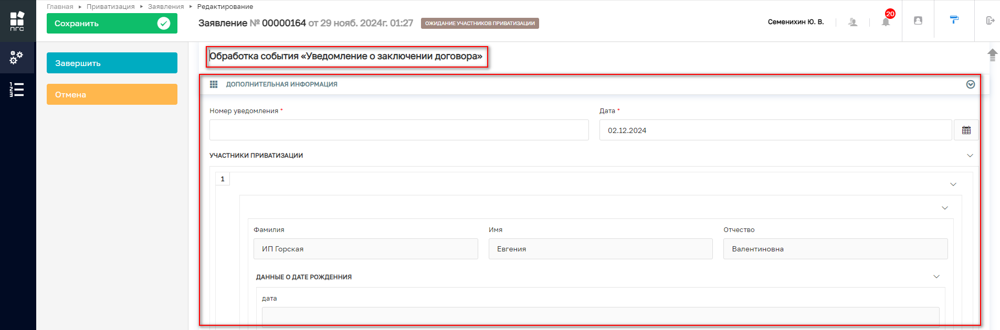 Главная ▸ Приватизация ▸ Заявления ▸ Редактирование
пгс
Сохранить
Заявление № 00000164 от 29 нояб. 2024г. 01:27
ОЖИДАНИЕ УЧАСТНИКОВ ПРИВАТИЗАЦИИ
Семенихин Ю. В.
20
Завершить
Отмена
Обработка события «Уведомление о заключении договора»
ДОПОЛНИТЕЛЬНАЯ ИНФОРМАЦИЯ
Номер уведомления * Дата *
02.12.2024
УЧАСТНИКИ ПРИВАТИЗАЦИИ
1
Фамилия Имя Отчество
ИП Горская Евгения Валентиновна
ДАННЫЕ О ДАТЕ РОЖДЕННИЯ
дата